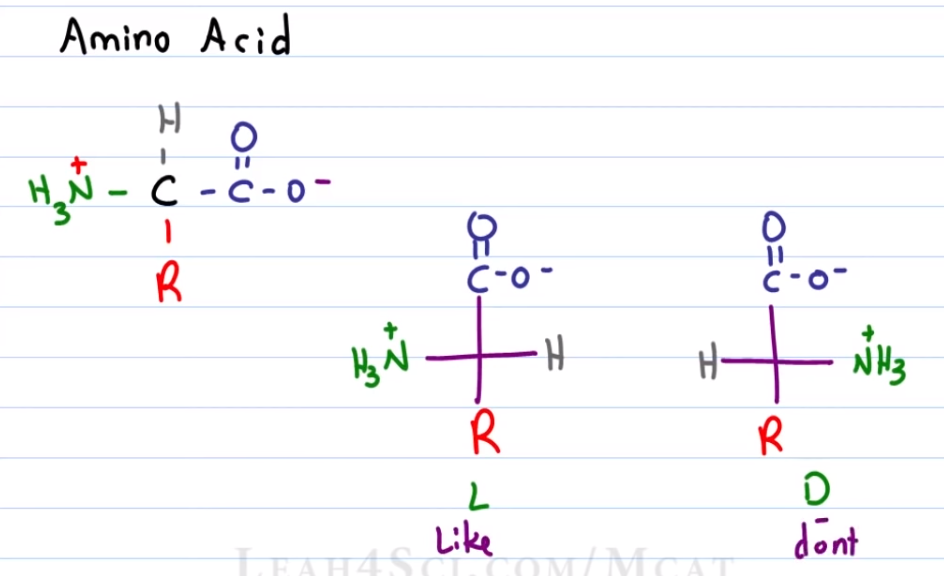 Amino Acid
H
O
H₃N⁺ - C - C - O⁻
R
O
C - O⁻
H₃N⁺ H
R
L
Like
O
C - O⁻
H NH₃⁺
R
D
dont
LEAH4SCI.COM/MCAT